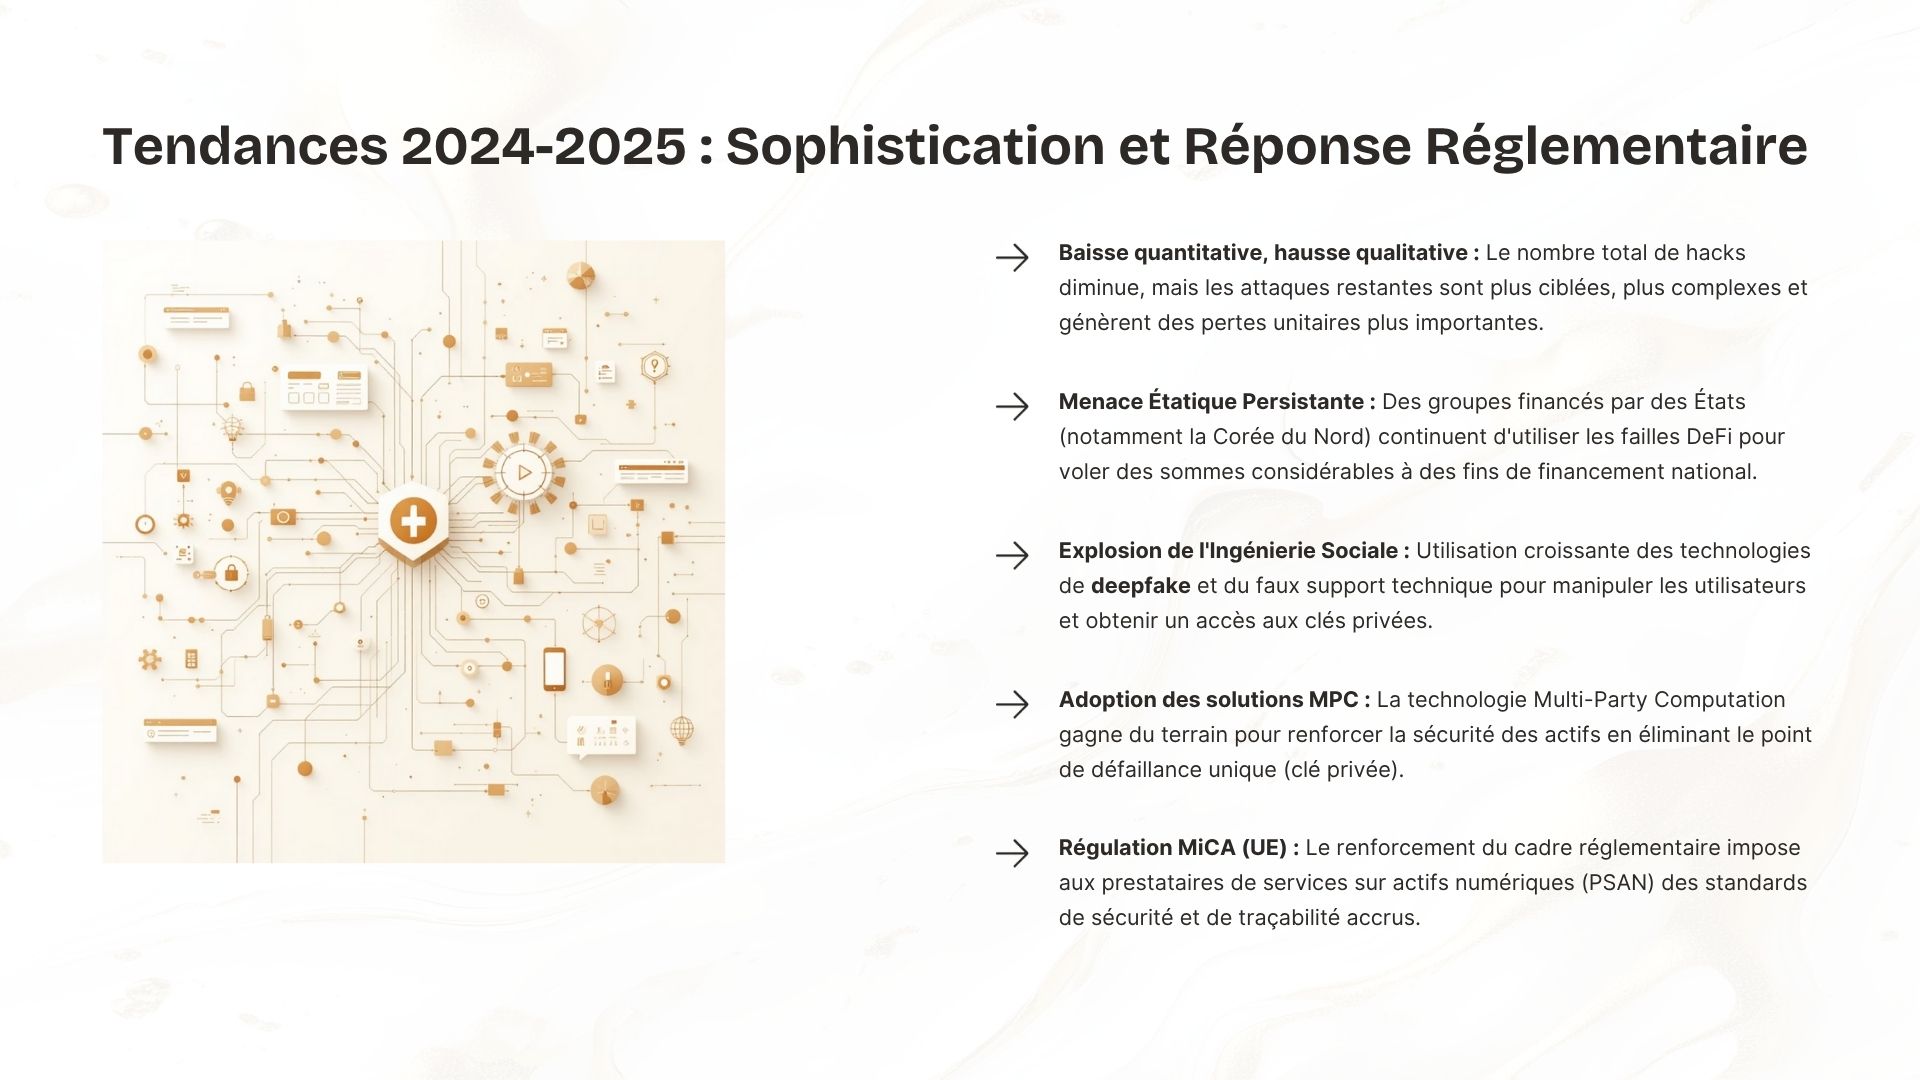 Tendances 2024-2025 : Sophistication et Réponse Réglementaire
Baisse quantitative, hausse qualitative : Le nombre total de hacks
diminue, mais les attaques restantes sont plus ciblées, plus complexes et
génèrent des pertes unitaires plus importantes.
Menace Étatique Persistante : Des groupes financés par des États
(notamment la Corée du Nord) continuent d'utiliser les failles DeFi pour
voler des sommes considérables à des fins de financement national.
Explosion de l'Ingénierie Sociale : Utilisation croissante des technologies
de deepfake et du faux support technique pour manipuler les utilisateurs
et obtenir un accès aux clés privées.
Adoption des solutions MPC : La technologie Multi-Party Computation
gagne du terrain pour renforcer la sécurité des actifs en éliminant le point
de défaillance unique (clé privée).
Régulation MiCA (UE) : Le renforcement du cadre réglementaire impose
aux prestataires de services sur actifs numériques (PSAN) des standards
de sécurité et de traçabilité accrus.